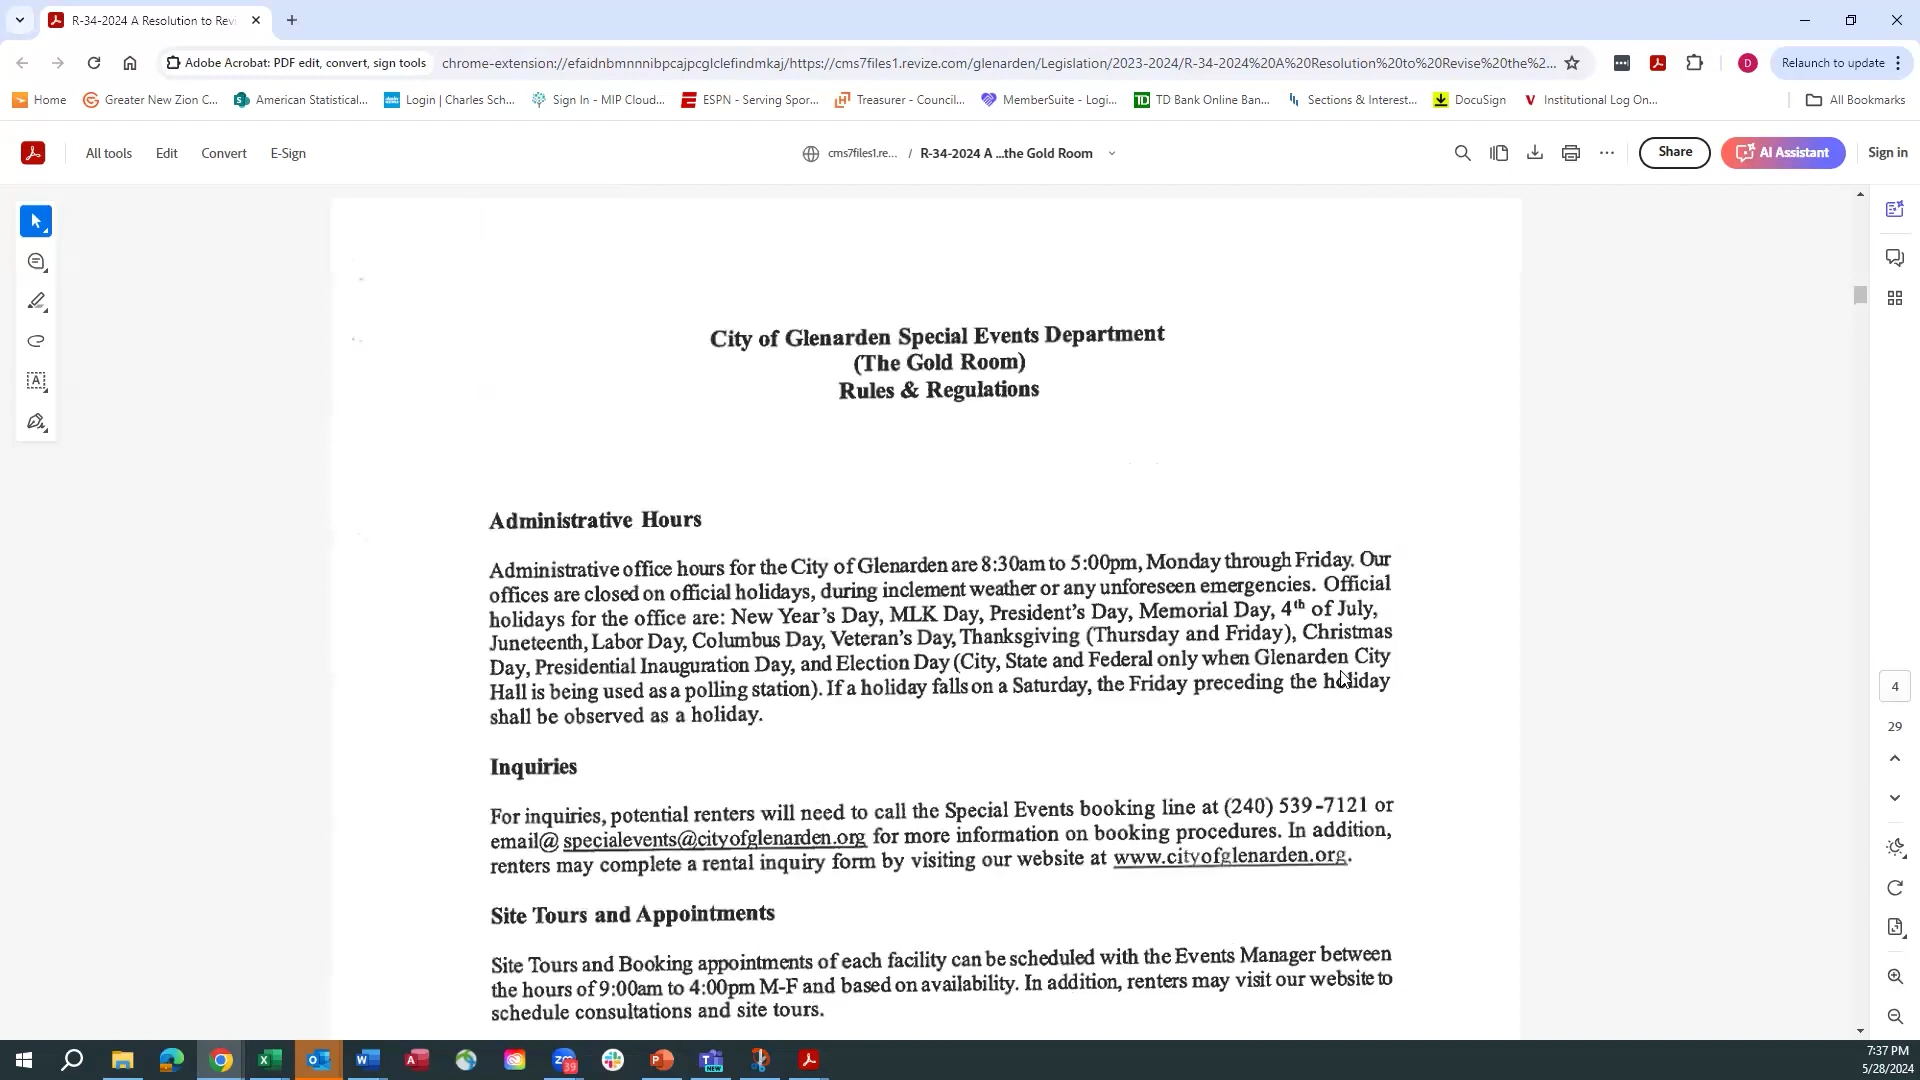 R-34-2024 A Resolution to Revi
Adobe Acrobat: PDF edit, convert, sign tools
chrome-extension://efaidnbmnnnibpcajpcglclefindmkaj/https://cms7files1.revize.com/glenarden/Legislation/2023-2024/R-34-2024%20A%20Resolution%20to%20Revise%20the%2...
D
Relaunch to update
Home
Greater New Zion C...
American Statistical...
Login | Charles Sch...
Sign In - MIP Cloud...
ESPN - Serving Spor...
Treasurer - Council...
MemberSuite - Logi...
TD Bank Online Ban...
Sections & Interest...
DocuSign
Institutional Log On...
All Bookmarks
All tools
Edit
Convert
E-Sign
cms7files1.re... / R-34-2024 A ...the Gold Room
Share
AI Assistant
Sign in
City of Glenarden Special Events Department
(The Gold Room)
Rules & Regulations
Administrative Hours
Administrative office hours for the City of Glenarden are 8:30am to 5:00pm, Monday through Friday. Our
offices are closed on official holidays, during inclement weather or any unforeseen emergencies. Official
holidays for the office are: New Year's Day, MLK Day, President's Day, Memorial Day, 4th of July,
Juneteenth, Labor Day, Columbus Day, Veteran's Day, Thanksgiving (Thursday and Friday), Christmas
Day, Presidential Inauguration Day, and Election Day (City, State and Federal only when Glenarden City
Hall is being used as a polling station). If a holiday falls on a Saturday, the Friday preceding the holiday
shall be observed as a holiday.
Inquiries
For inquiries, potential renters will need to call the Special Events booking line at (240) 539-7121 or
email@ specialevents@cityofglenarden.org for more information on booking procedures. In addition,
renters may complete a rental inquiry form by visiting our website at www.cityofglenarden.org.
Site Tours and Appointments
Site Tours and Booking appointments of each facility can be scheduled with the Events Manager between
the hours of 9:00am to 4:00pm M-F and based on availability. In addition, renters may visit our website to
schedule consultations and site tours.
4
29
7:37 PM
5/28/2024